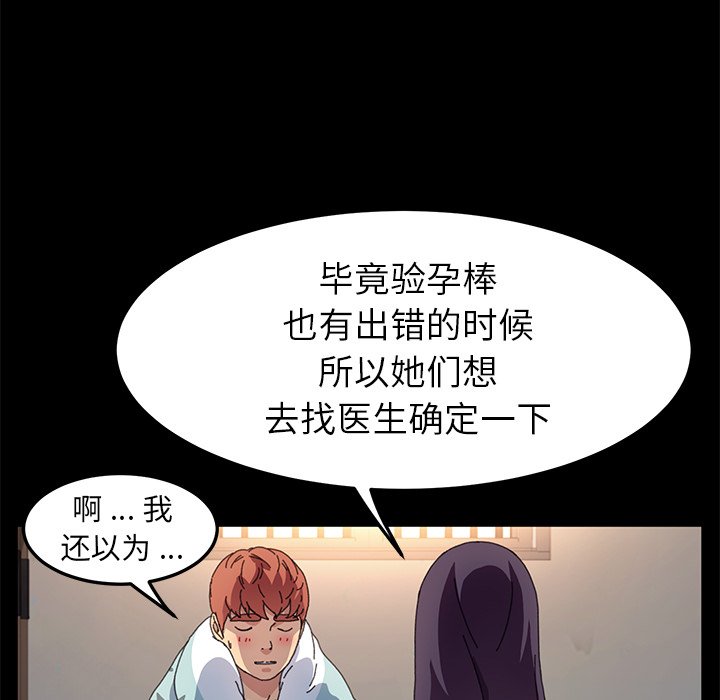 毕竟验孕棒
也有出错的时候
所以她们想
去找医生确定一下
啊...我
还以为...